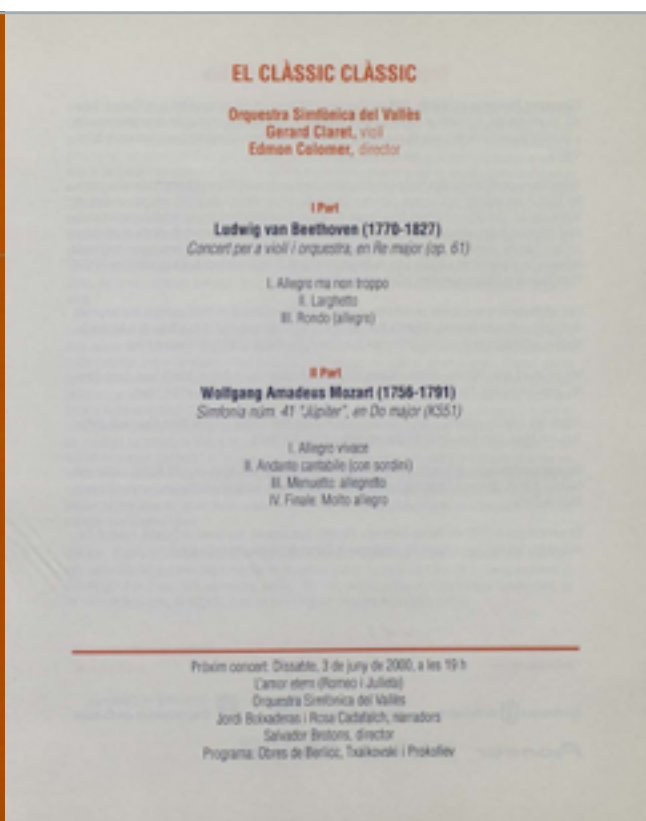 EL CLÀSSIC CLÀSSIC
Orquestra Simfònica del Vallès
Gerard Claret, violí
Edmon Colomer, director
I Part
Ludwig van Beethoven (1770-1827)
Concert per a violí i orquestra, en Re major (op. 61)
I. Allegro ma non troppo
II. Larghetto
III. Rondo (allegro)
II Part
Wolfgang Amadeus Mozart (1756-1791)
Simfonia núm. 41 "Júpiter", en Do major (K551)
I. Allegro vivace
II. Andante cantabile (con sordini)
III. Menuetto: allegretto
IV. Finale: Molto allegro
Pròxim concert: Dissabte, 3 de juny de 2000, a les 19 h
L'amor etern (Romeo i Julieta)
Orquestra Simfònica del Vallès
Jordi Boixaderas i Rosa Cadafalch, narradors
Salvador Brotons, director
Programa: Obres de Berlioz, Txaikovski i Prokofiev